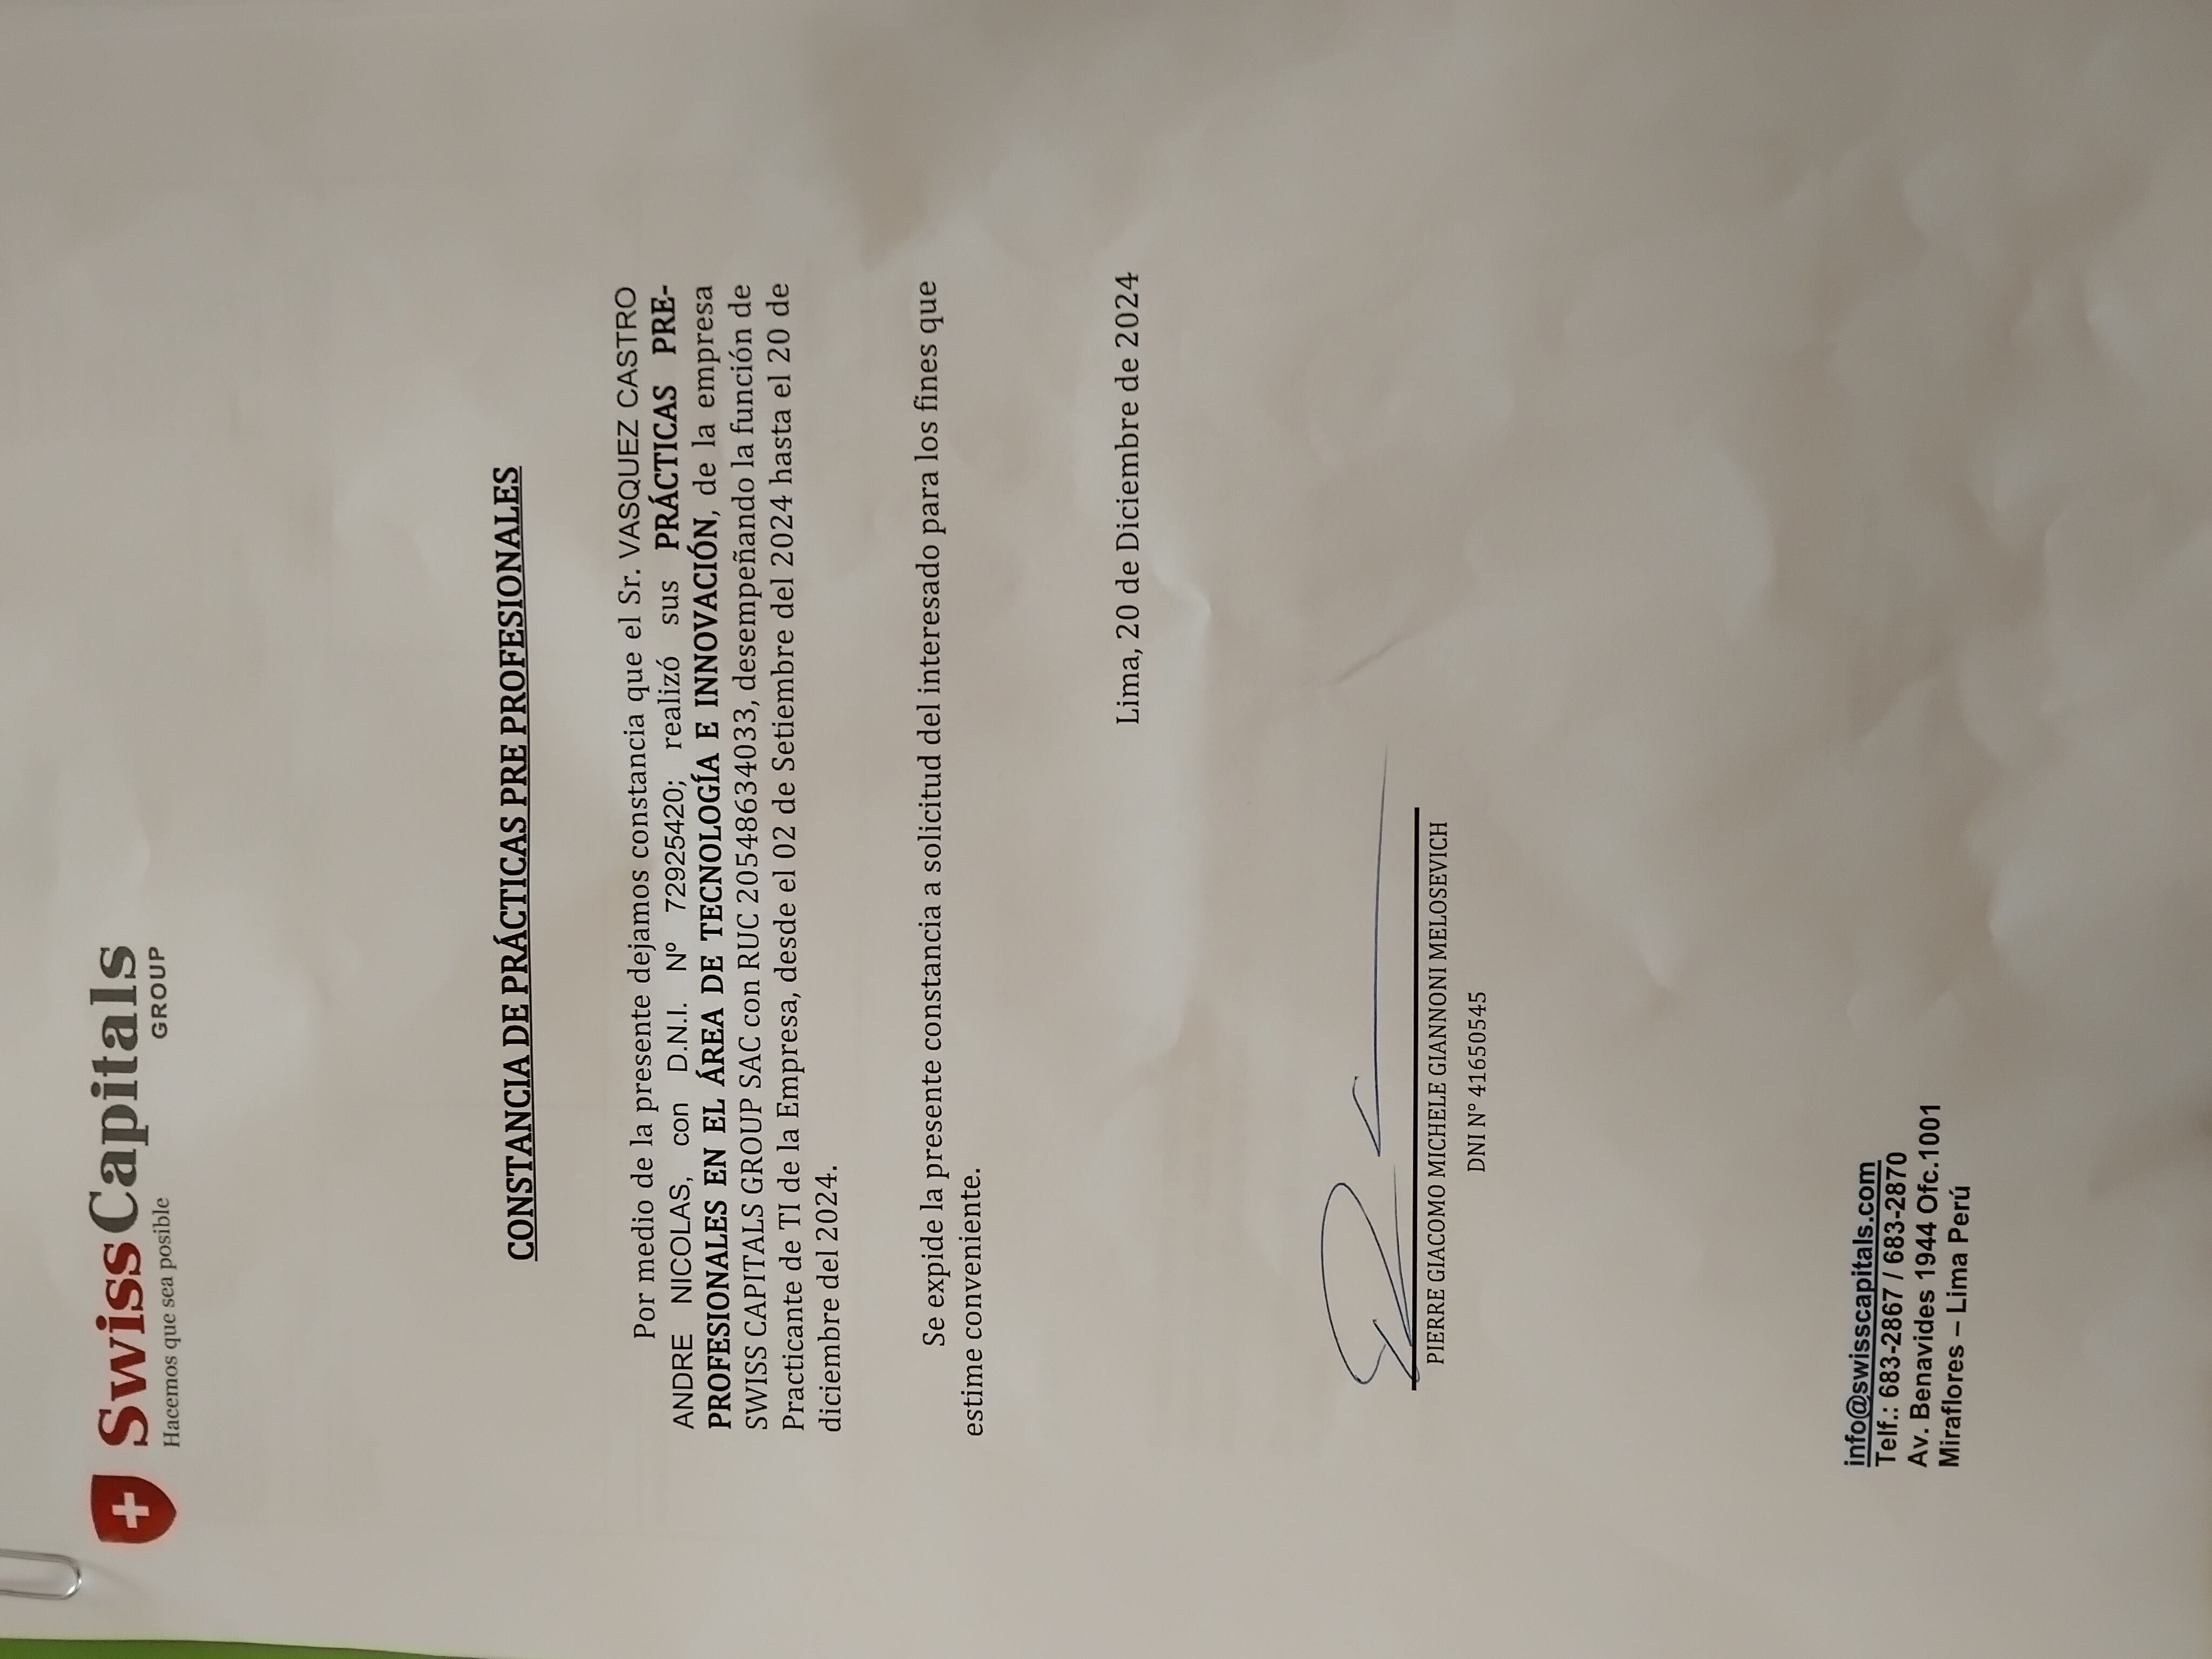 SwissCapitals
Hacemos que sea posible GROUP
CONSTANCIA DE PRÁCTICAS PRE PROFESIONALES
Por medio de la presente dejamos constancia que el Sr. VASQUEZ CASTRO
ANDRE NICOLAS, con D.N.I. Nº 72925420; realizó sus PRÁCTICAS PRE-
PROFESIONALES EN EL ÁREA DE TECNOLOGÍA E INNOVACIÓN, de la empresa
SWISS CAPITALS GROUP SAC con RUC 20548634033, desempeñando la función de
Practicante de TI de la Empresa, desde el 02 de Setiembre del 2024 hasta el 20 de
diciembre del 2024.
Se expide la presente constancia a solicitud del interesado para los fines que
estime conveniente.
Lima, 20 de Diciembre de 2024
PIERRE GIACOMO MICHELE GIANNONI MELOSEVICH
DNI N° 41650545
info@swisscapitals.com
Telf.: 683-2867 / 683-2870
Av. Benavides 1944 Ofc.1001
Miraflores – Lima Perú